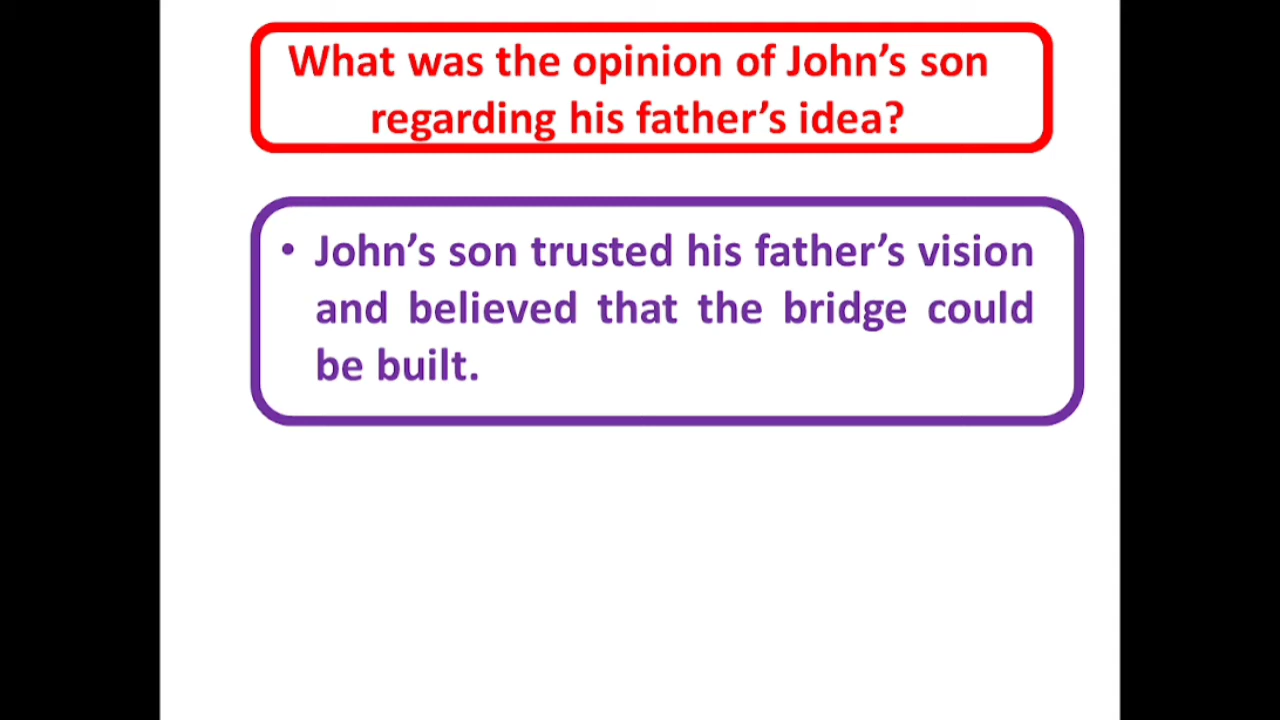 What was the opinion of John’s son
regarding his father’s idea?
• John’s son trusted his father’s vision
and believed that the bridge could
be built.